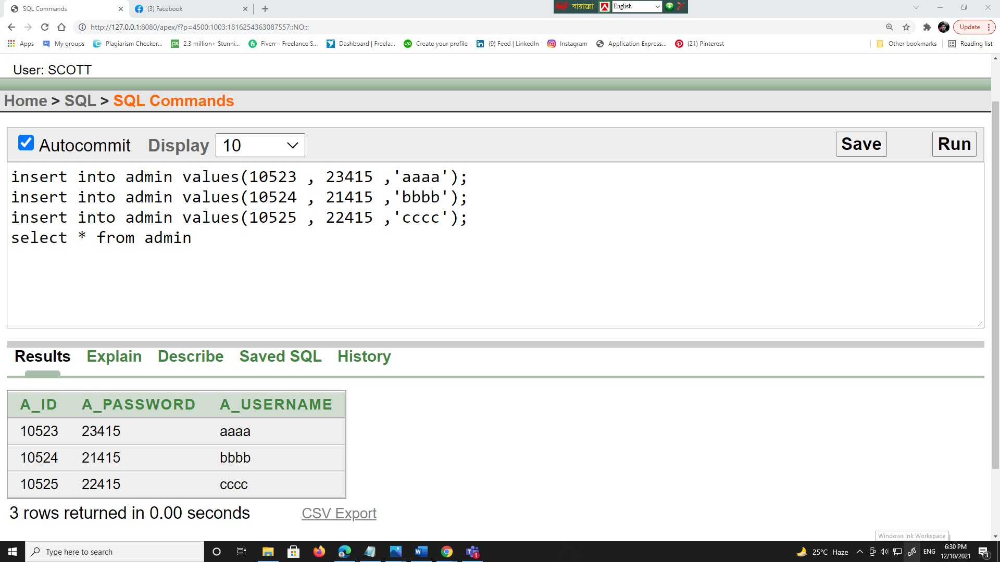 SQL Commands
(3) Facebook
বায়ান্নো
English
http://127.0.0.1:8080/apex/f?p=4500:1003:1816254363087557::NO:::
Update
Apps
My groups
Plagiarism Checker...
2.3 million+ Stunni...
Fiverr - Freelance S...
Dashboard | Freela...
Create your profile
(9) Feed | LinkedIn
Instagram
Application Express...
(21) Pinterest
Other bookmarks
Reading list
User: SCOTT
Home > SQL > SQL Commands
Autocommit Display 10 Save Run
insert into admin values(10523 , 23415 ,'aaaa');
insert into admin values(10524 , 21415 ,'bbbb');
insert into admin values(10525 , 22415 ,'cccc');
select * from admin
Results Explain Describe Saved SQL History
A_ID A_PASSWORD A_USERNAME
10523 23415 aaaa
10524 21415 bbbb
10525 22415 cccc
3 rows returned in 0.00 seconds CSV Export
Windows Ink Workspace
Type here to search
25°C Haze
ENG
6:30 PM
12/10/2021
3